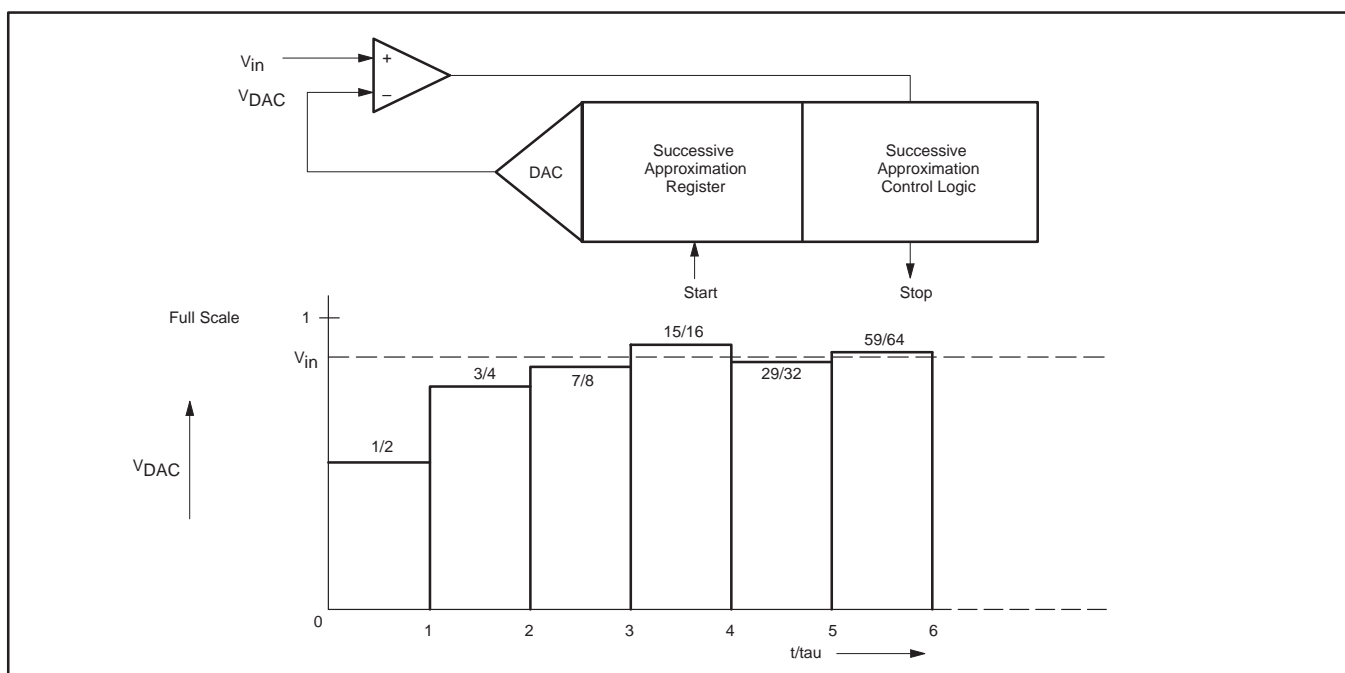 Vin
VDAC
+
–
DAC
Successive
Approximation
Register
Successive
Approximation
Control Logic
Start
Stop
Full Scale
1
Vin
VDAC
1/2
3/4
7/8
15/16
29/32
59/64
0
1
2
3
4
5
6
t/tau